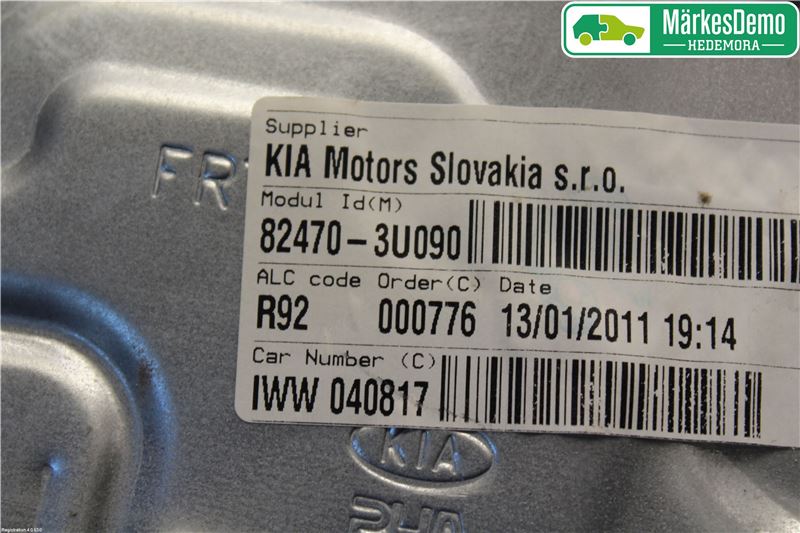 MärkesDemo
HEDEMORA
Supplier
KIA Motors Slovakia s.r.o.
Modul Id(M)
82470-3U090
ALC code Order(C) Date
R92 000776 13/01/2011 19:14
Car Number (C)
IWW 040817
KIA
PHA